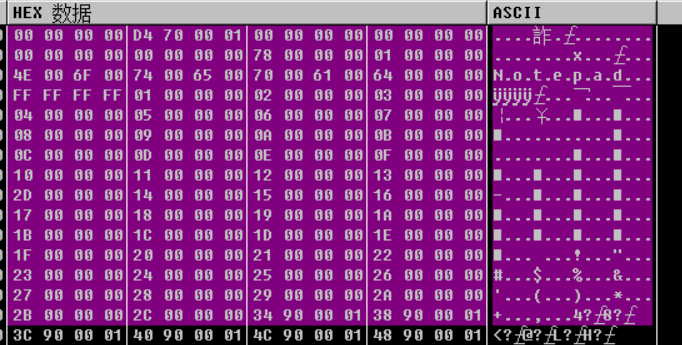 HEX 数据 ASCII
00 00 00 00 D4 70 00 01 00 00 00 00 00 00 00 00 ....詐.£........
00 00 00 00 00 00 00 00 78 00 00 00 01 00 00 00 ........x...£...
4E 00 6F 00 74 00 65 00 70 00 61 00 64 00 00 00 N.o.t.e.p.a.d...
FF FF FF FF 01 00 00 00 02 00 00 00 03 00 00 00 ÿÿÿÿ£...¬...¯...
04 00 00 00 05 00 00 00 06 00 00 00 07 00 00 00 ¦...¥...■...■...
08 00 00 00 09 00 00 00 0A 00 00 00 0B 00 00 00 ■...........■...
0C 00 00 00 0D 00 00 00 0E 00 00 00 0F 00 00 00 ........■...■...
10 00 00 00 11 00 00 00 12 00 00 00 13 00 00 00 ■...■...■...■...
2D 00 00 00 14 00 00 00 15 00 00 00 16 00 00 00 -...■...■...■...
17 00 00 00 18 00 00 00 19 00 00 00 1A 00 00 00 ■...■...■...■...
1B 00 00 00 1C 00 00 00 1D 00 00 00 1E 00 00 00 ■...■...■...■...
1F 00 00 00 20 00 00 00 21 00 00 00 22 00 00 00 ■... ...!..."...
23 00 00 00 24 00 00 00 25 00 00 00 26 00 00 00 #...$...%...&...
27 00 00 00 28 00 00 00 29 00 00 00 2A 00 00 00 '...(...)...*...
2B 00 00 00 2C 00 00 00 34 90 00 01 38 90 00 01 +...,...4?.£8?.£
3C 90 00 01 40 90 00 01 4C 90 00 01 48 90 00 01 <?.£@?.£L?.£H?.£